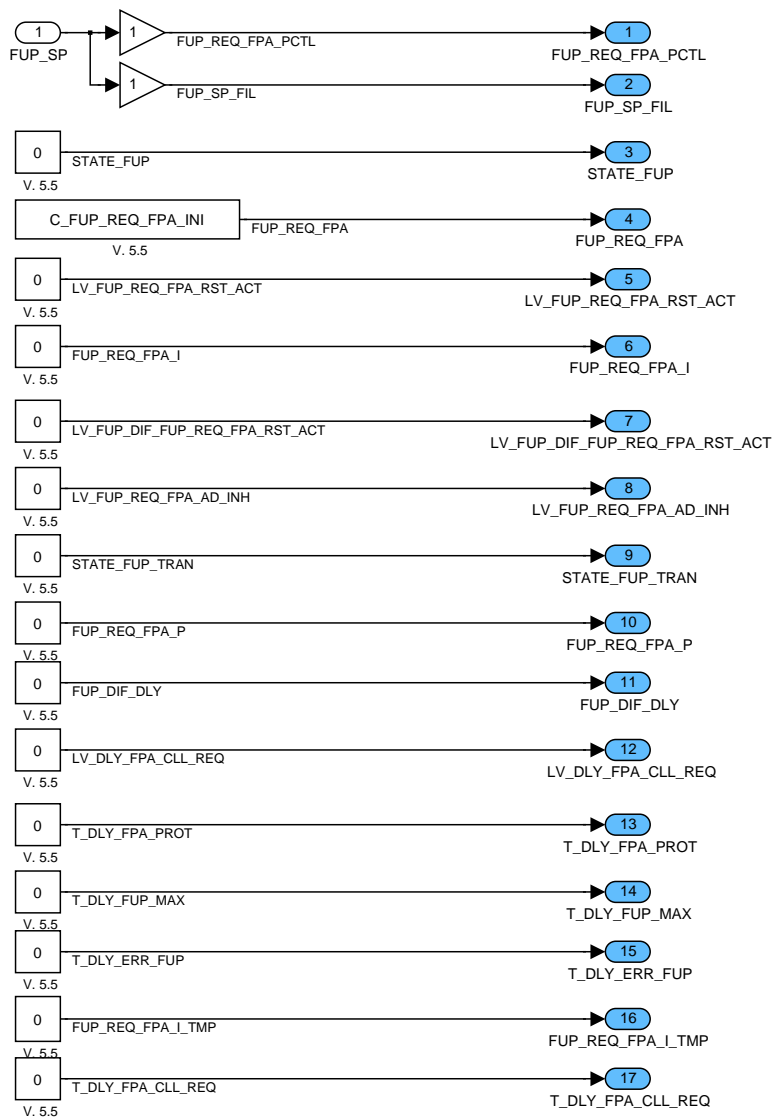 1 1 FUP_REQ_FPA_PCTL 1
FUP_SP FUP_REQ_FPA_PCTL
1 FUP_SP_FIL 2
FUP_SP_FIL
0 STATE_FUP 3
V. 5.5 STATE_FUP
C_FUP_REQ_FPA_INI FUP_REQ_FPA 4
V. 5.5 FUP_REQ_FPA
0 LV_FUP_REQ_FPA_RST_ACT 5
V. 5.5 LV_FUP_REQ_FPA_RST_ACT
0 FUP_REQ_FPA_I 6
V. 5.5 FUP_REQ_FPA_I
0 LV_FUP_DIF_FUP_REQ_FPA_RST_ACT 7
V. 5.5 LV_FUP_DIF_FUP_REQ_FPA_RST_ACT
0 LV_FUP_REQ_FPA_AD_INH 8
V. 5.5 LV_FUP_REQ_FPA_AD_INH
0 STATE_FUP_TRAN 9
V. 5.5 STATE_FUP_TRAN
0 FUP_REQ_FPA_P 10
V. 5.5 FUP_REQ_FPA_P
0 FUP_DIF_DLY 11
V. 5.5 FUP_DIF_DLY
0 LV_DLY_FPA_CLL_REQ 12
V. 5.5 LV_DLY_FPA_CLL_REQ
0 T_DLY_FPA_PROT 13
V. 5.5 T_DLY_FPA_PROT
0 T_DLY_FUP_MAX 14
V. 5.5 T_DLY_FUP_MAX
0 T_DLY_ERR_FUP 15
V. 5.5 T_DLY_ERR_FUP
0 FUP_REQ_FPA_I_TMP 16
V. 5.5 FUP_REQ_FPA_I_TMP
0 T_DLY_FPA_CLL_REQ 17
V. 5.5 T_DLY_FPA_CLL_REQ